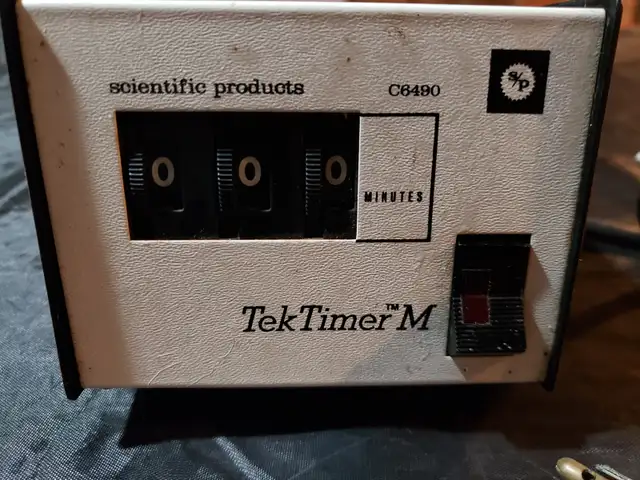 scientific products
C6490
s/p
0 0 0
MINUTES
TekTimer™M